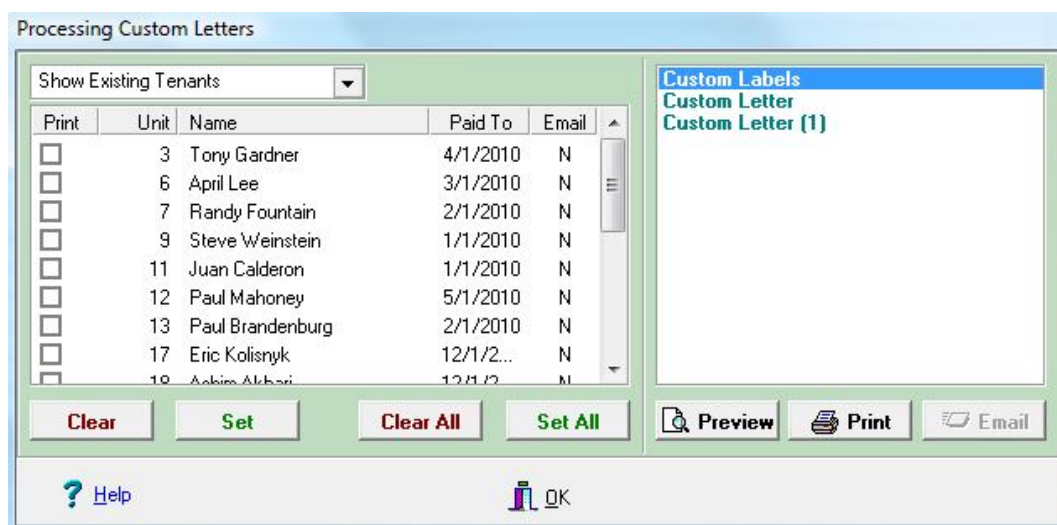 Processing Custom Letters
Show Existing Tenants
Print Unit Name Paid To Email
3 Tony Gardner 4/1/2010 N
6 April Lee 3/1/2010 N
7 Randy Fountain 2/1/2010 N
9 Steve Weinstein 1/1/2010 N
11 Juan Calderon 1/1/2010 N
12 Paul Mahoney 5/1/2010 N
13 Paul Brandenburg 2/1/2010 N
17 Eric Kolisnyk 12/1/2... N
Clear Set Clear All Set All
Custom Labels
Custom Letter
Custom Letter (1)
Preview Print Email
? Help OK